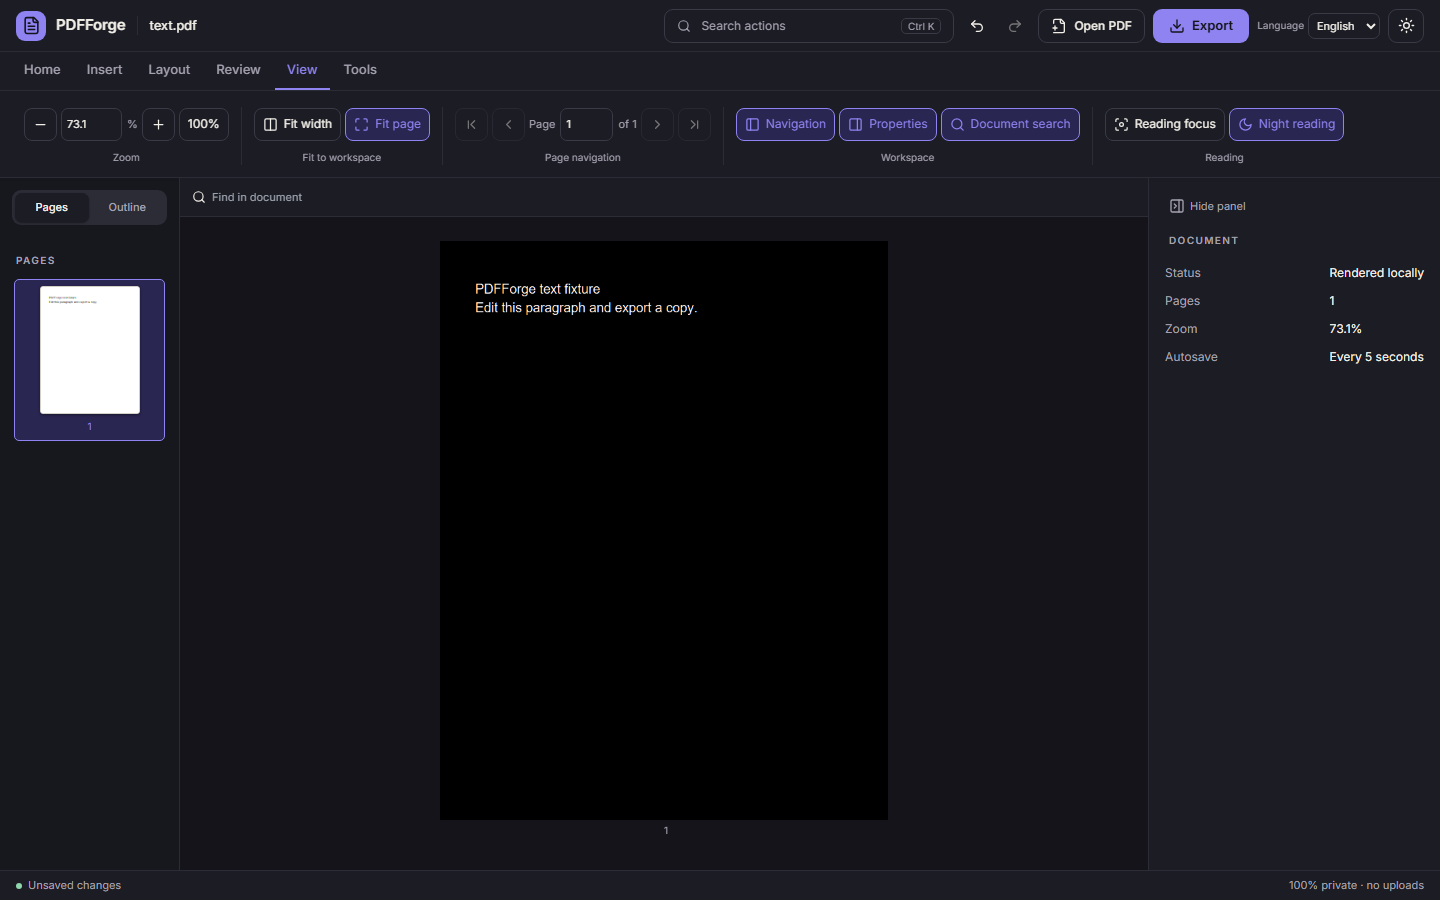 PDFForge
text.pdf
Search actions
Ctrl K
Open PDF
Export
Language
English
Home
Insert
Layout
Review
View
Tools
73.1
%
100%
Zoom
Fit width
Fit page
Fit to workspace
Page
1
of 1
Page navigation
Navigation
Properties
Document search
Workspace
Reading focus
Night reading
Reading
Pages
Outline
PAGES
1
Find in document
PDFForge text fixture
Edit this paragraph and export a copy.
1
Hide panel
DOCUMENT
Status
Rendered locally
Pages
1
Zoom
73.1%
Autosave
Every 5 seconds
Unsaved changes
100% private · no uploads